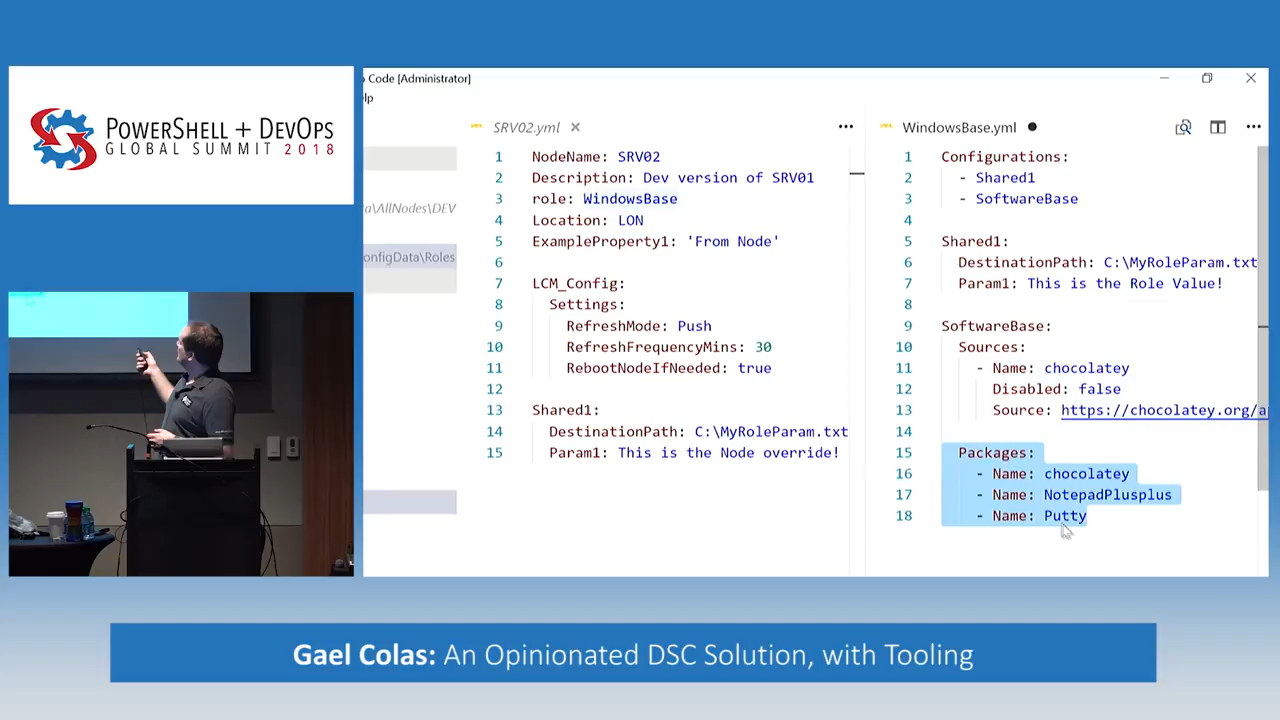 POWERSHELL + DEVOPS
GLOBAL SUMMIT 2018
Code [Administrator]
lp
SRV02.yml
WindowsBase.yml
a\AllNodes\DEV
onfigData\Roles
1 NodeName: SRV02
2 Description: Dev version of SRV01
3 role: WindowsBase
4 Location: LON
5 ExampleProperty1: 'From Node'
6
7 LCM_Config:
8 Settings:
9 RefreshMode: Push
10 RefreshFrequencyMins: 30
11 RebootNodeIfNeeded: true
12
13 Shared1:
14 DestinationPath: C:\MyRoleParam.txt
15 Param1: This is the Node override!
1 Configurations:
2 - Shared1
3 - SoftwareBase
4
5 Shared1:
6 DestinationPath: C:\MyRoleParam.txt
7 Param1: This is the Role Value!
8
9 SoftwareBase:
10 Sources:
11 - Name: chocolatey
12 Disabled: false
13 Source: https://chocolatey.org/a
14
15 Packages:
16 - Name: chocolatey
17 - Name: NotepadPlusplus
18 - Name: Putty
Gael Colas: An Opinionated DSC Solution, with Tooling